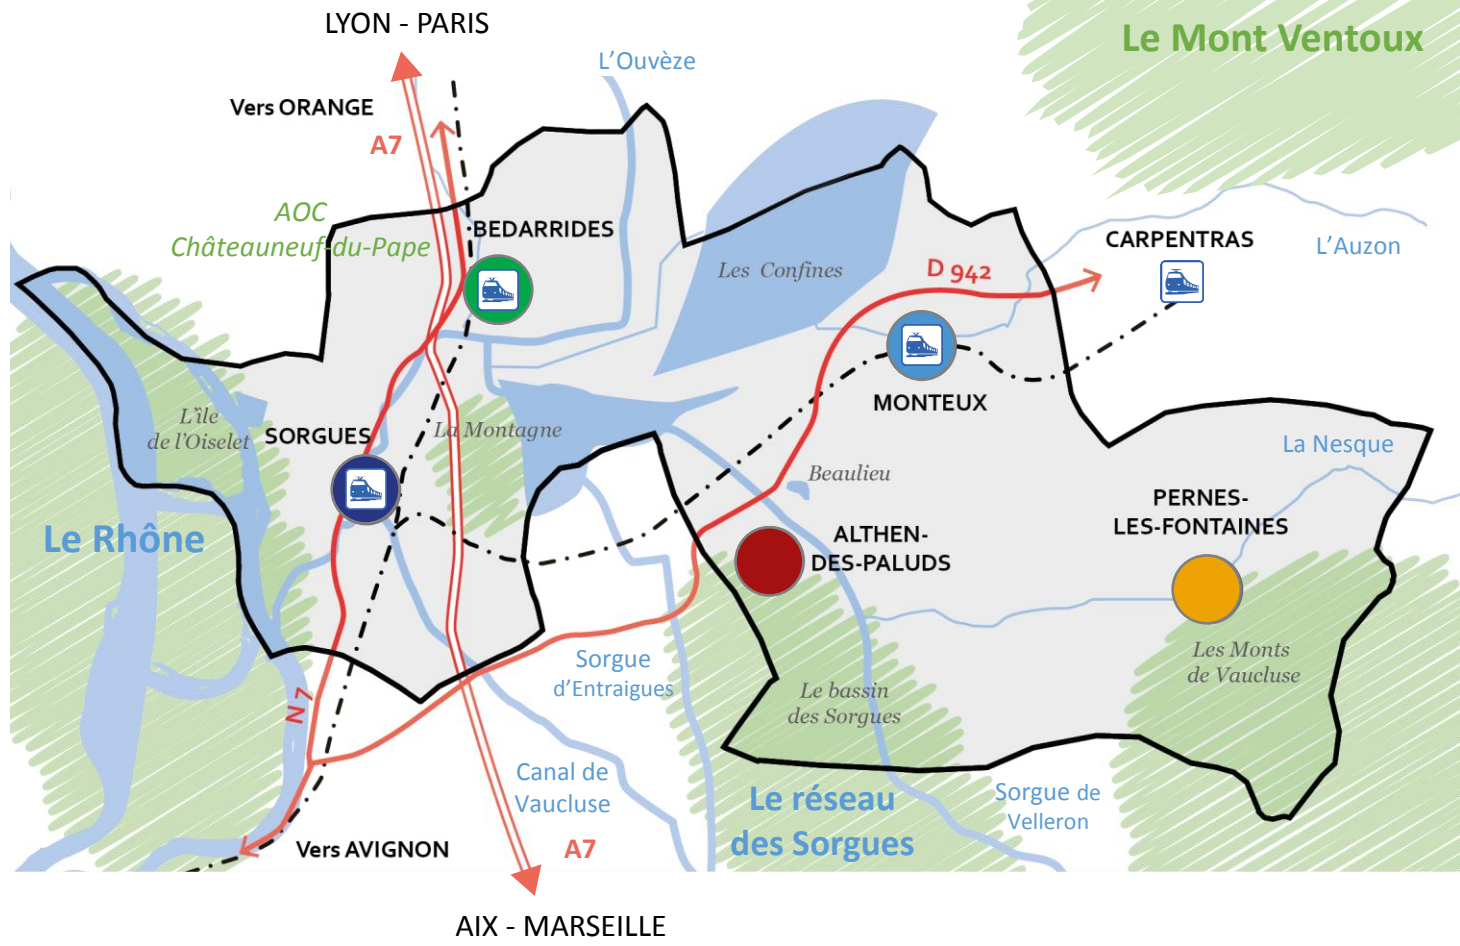 LYON - PARIS
Le Mont Ventoux
L'Ouvèze
Vers ORANGE
A7
AOC
Châteauneuf-du-Pape
BEDARRIDES
CARPENTRAS
L'Auzon
Les Confines
D 942
MONTEUX
L'île
de l'Oiselet
SORGUES
La Montagne
La Nesque
Beaulieu
PERNES-
LES-FONTAINES
Le Rhône
ALTHEN-
DES-PALUDS
Les Monts
de Vaucluse
Sorgue
d'Entraigues
Le bassin
des Sorgues
N 7
Canal de
Vaucluse
Le réseau
des Sorgues
Sorgue de
Velleron
Vers AVIGNON
A7
AIX - MARSEILLE